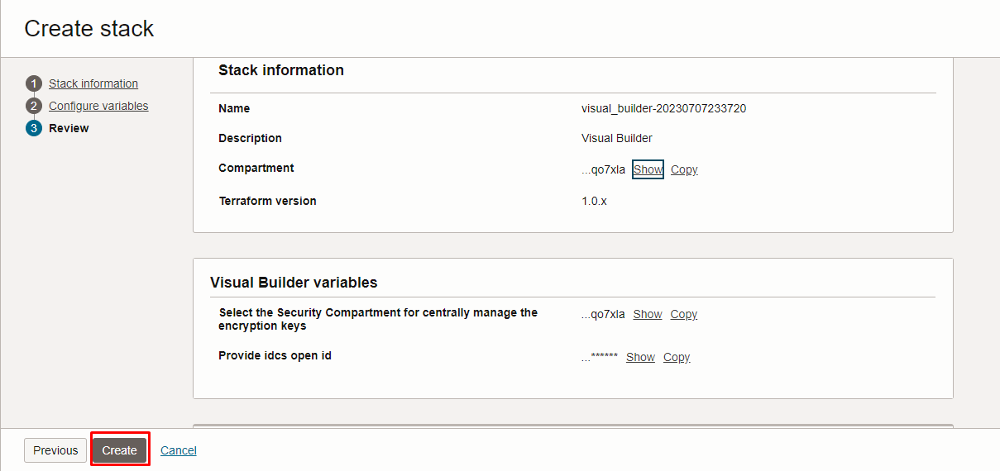 Create stack
1 Stack information
2 Configure variables
3 Review
Stack information
Name visual_builder-20230707233720
Description Visual Builder
Compartment ...qo7xla Show Copy
Terraform version 1.0.x
Visual Builder variables
Select the Security Compartment for centrally manage the
encryption keys
...qo7xla Show Copy
Provide idcs open id ...****** Show Copy
Previous Create Cancel